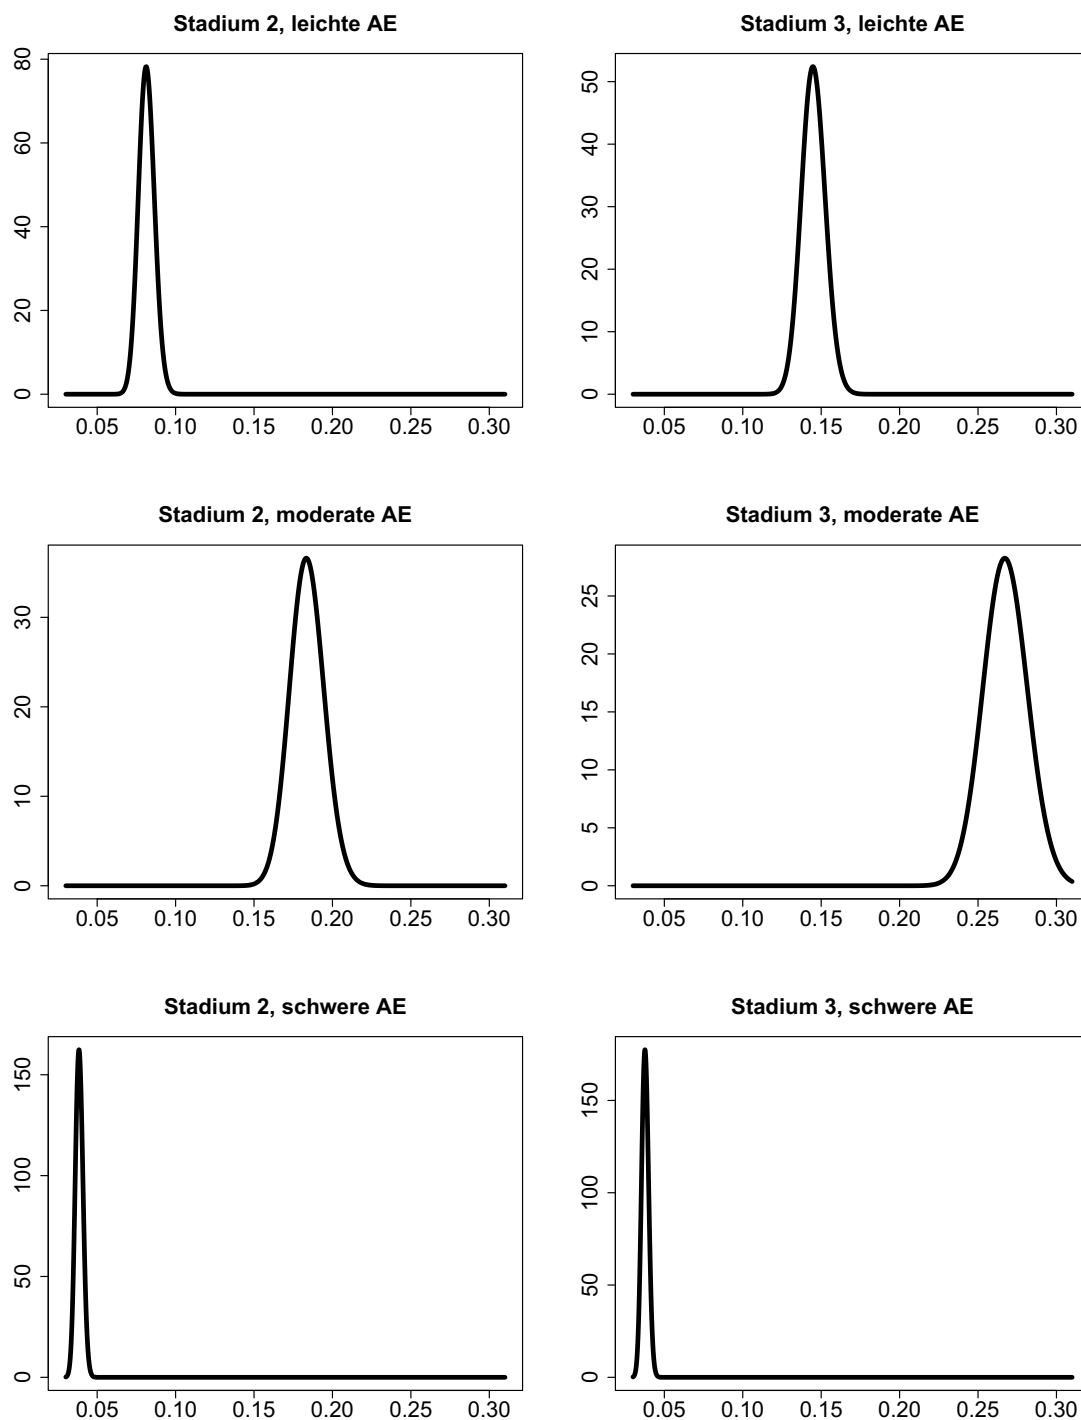 Stadium 2, leichte AE
0 20 40 60 80
0.05 0.10 0.15 0.20 0.25 0.30
Stadium 3, leichte AE
0 10 20 30 40 50
0.05 0.10 0.15 0.20 0.25 0.30
Stadium 2, moderate AE
0 10 20 30
0.05 0.10 0.15 0.20 0.25 0.30
Stadium 3, moderate AE
0 5 10 15 20 25
0.05 0.10 0.15 0.20 0.25 0.30
Stadium 2, schwere AE
0 50 100 150
0.05 0.10 0.15 0.20 0.25 0.30
Stadium 3, schwere AE
0 50 100 150
0.05 0.10 0.15 0.20 0.25 0.30